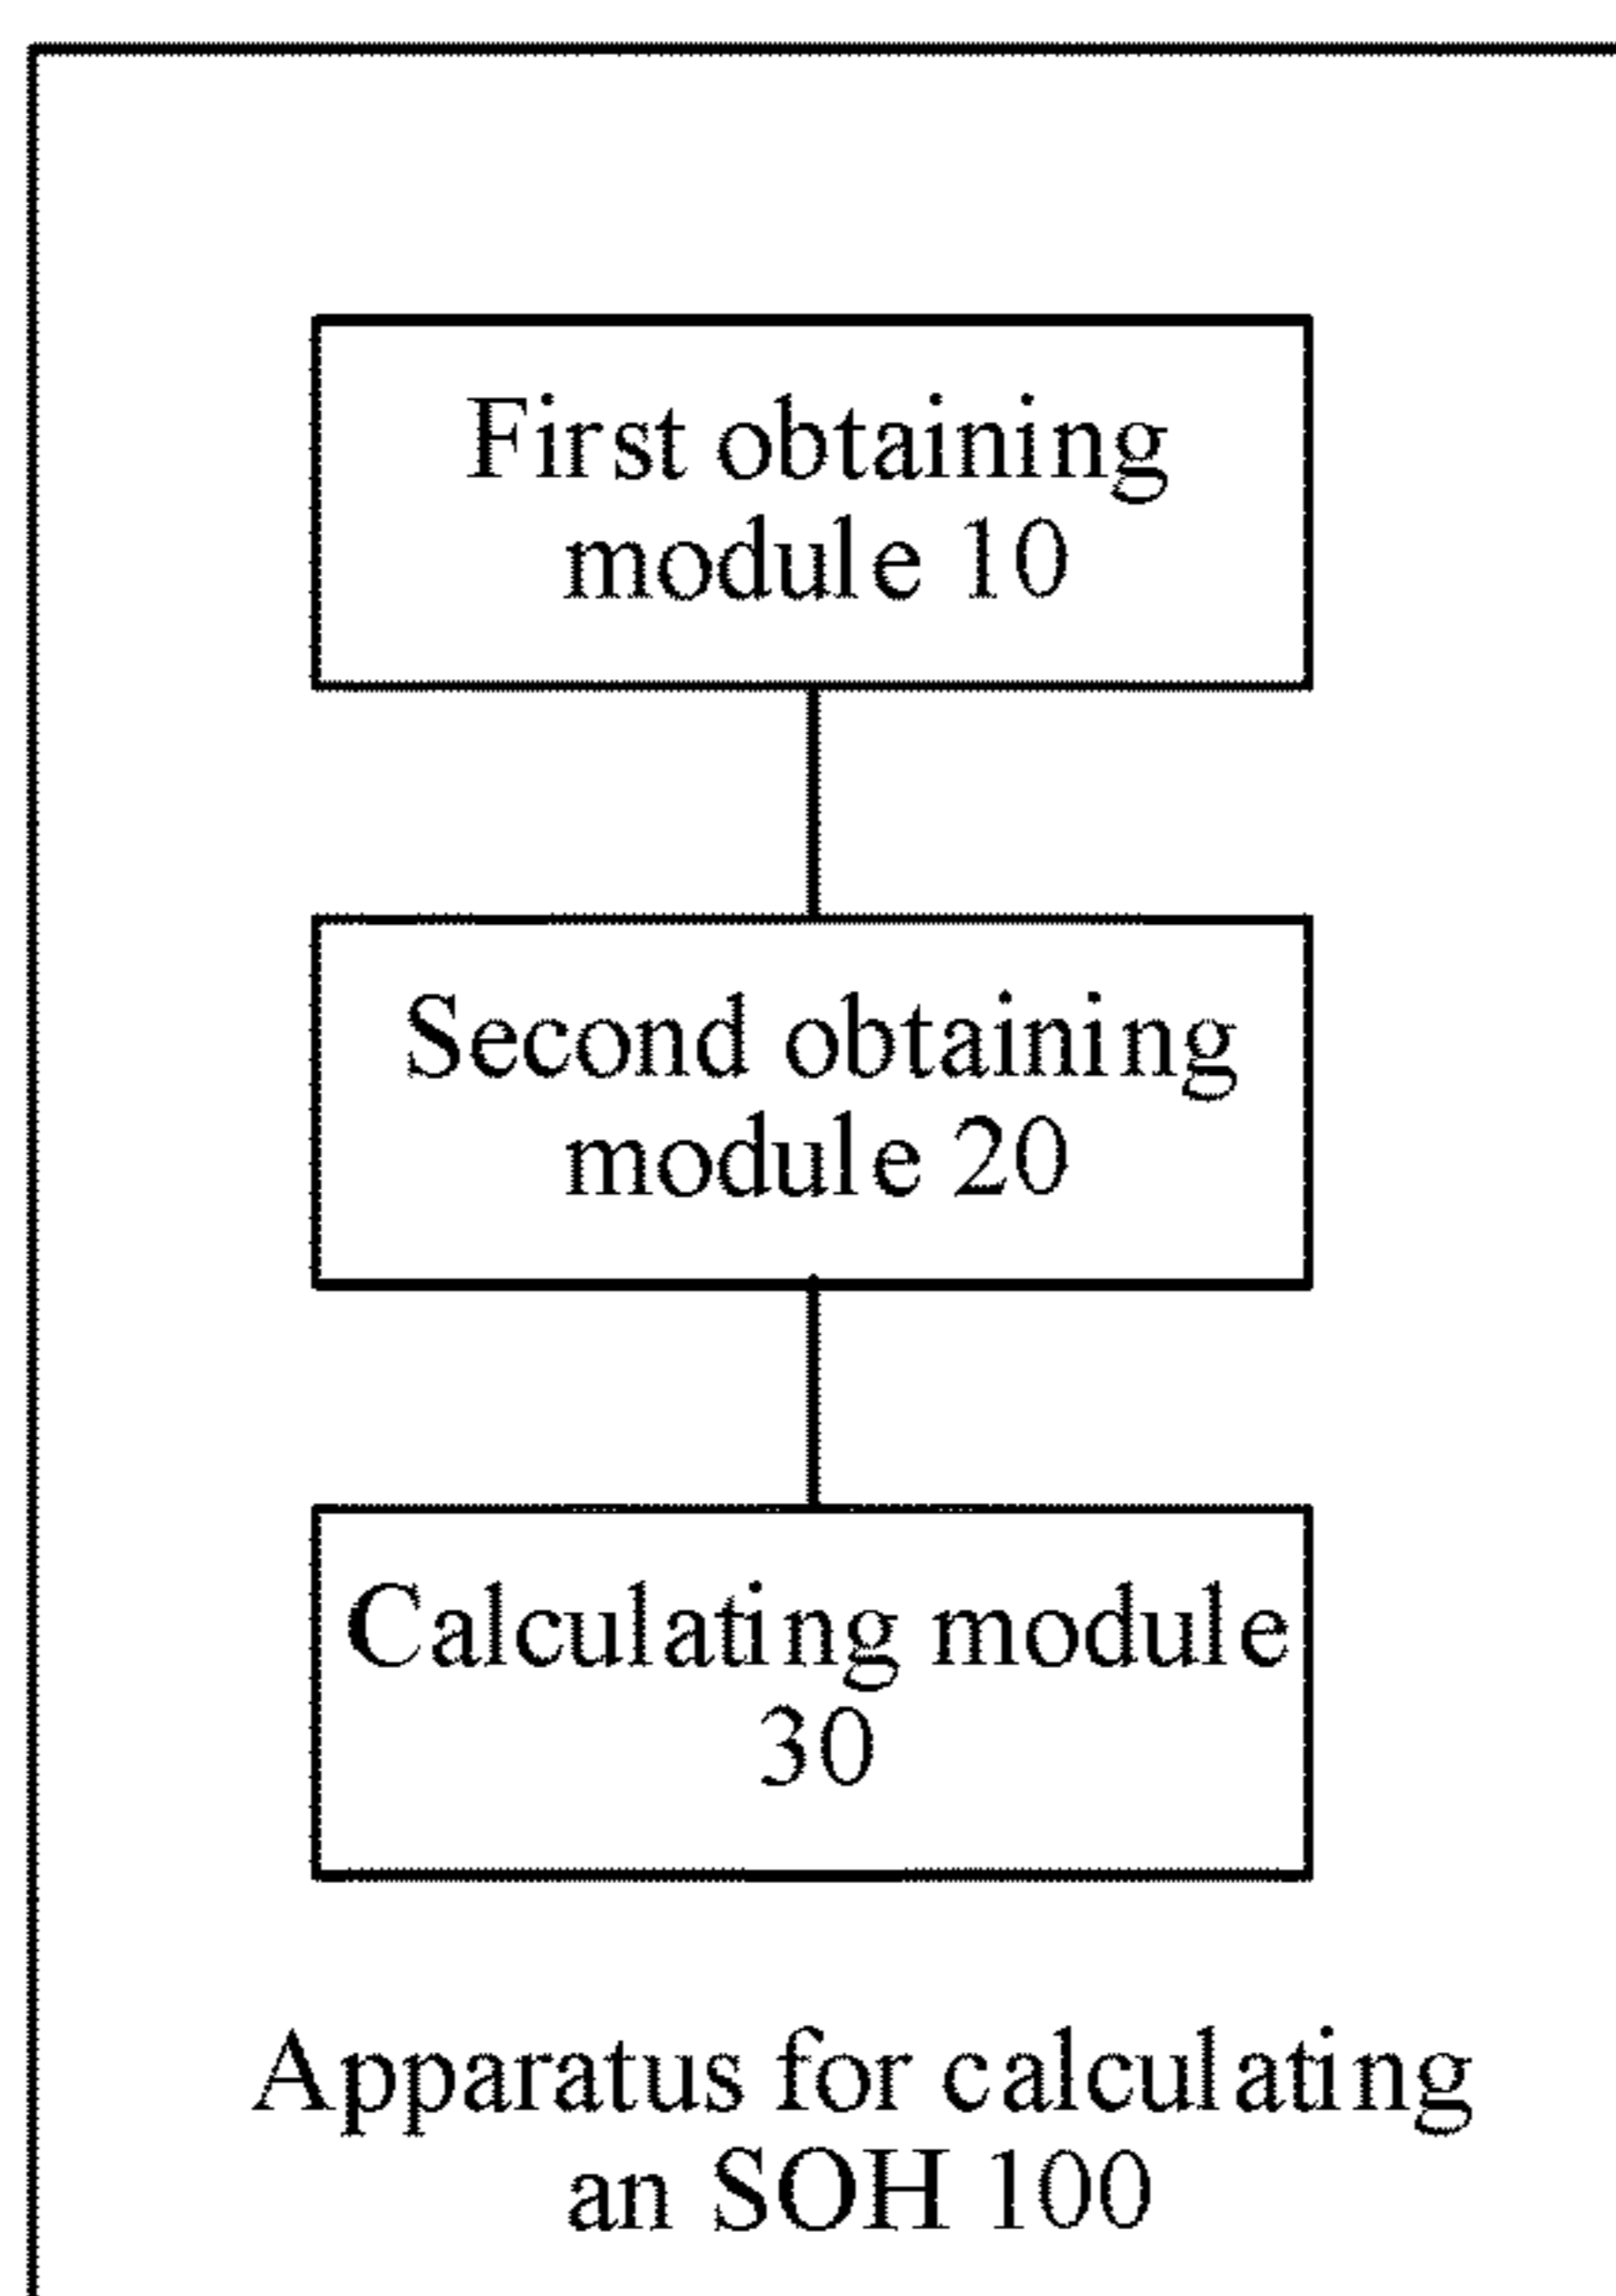 First obtaining
module 10
Second obtaining
module 20
Calculating module
30
Apparatus for calculating
an SOH 100